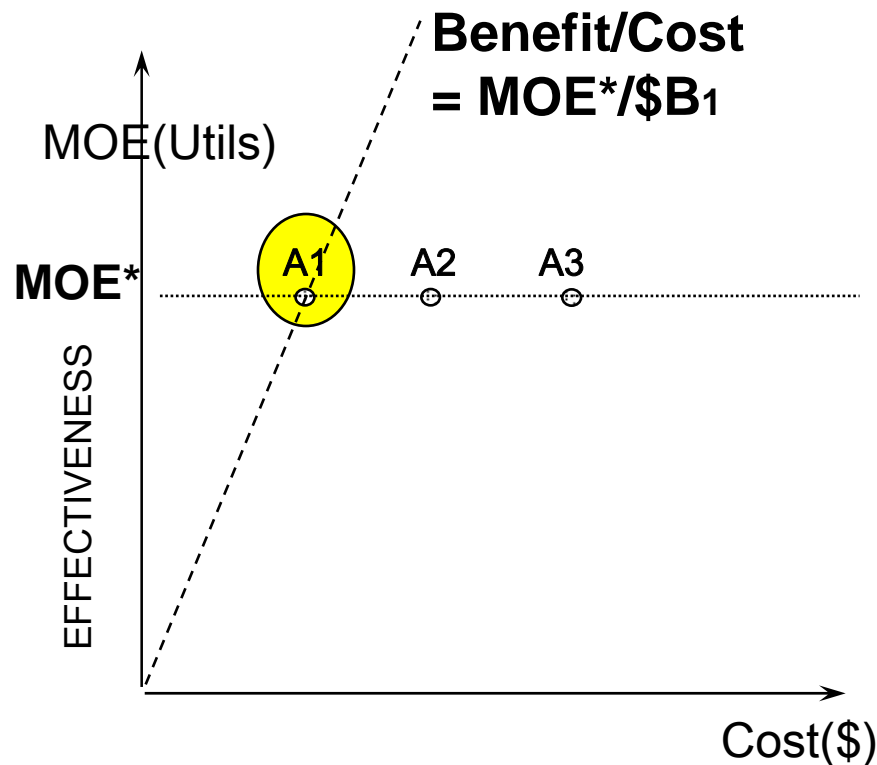 Benefit/Cost
= MOE*/$B1
MOE(Utils)
A1 A2 A3
MOE*
EFFECTIVENESS
Cost($)